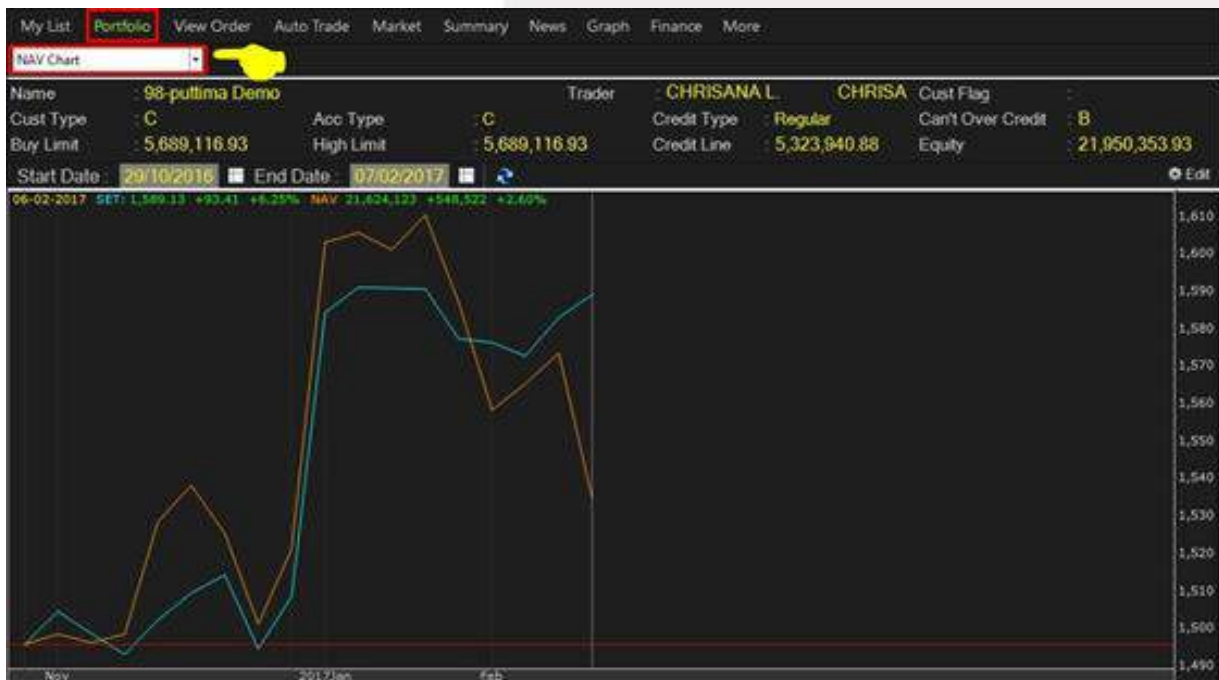 My List Portfolio View Order Auto Trade Market Summary News Graph Finance More
NAV Chart
Name : 98-puttima Demo Trader : CHRISANA L. CHRISA Cust Flag :
Cust Type : C Acc Type : C Credit Type : Regular Can't Over Credit : B
Buy Limit : 5,689,116.93 High Limit : 5,689,116.93 Credit Line : 5,323,940.88 Equity : 21,950,353.93
Start Date : 29/10/2016 End Date : 07/02/2017 Edit
06-02-2017 SET: 1,589.13 +93.41 +6.25% NAV 21,624,123 +548,522 +2.60%
1,610
1,600
1,590
1,580
1,570
1,560
1,550
1,540
1,530
1,520
1,510
1,500
1,490
Nov 2017Jan Feb